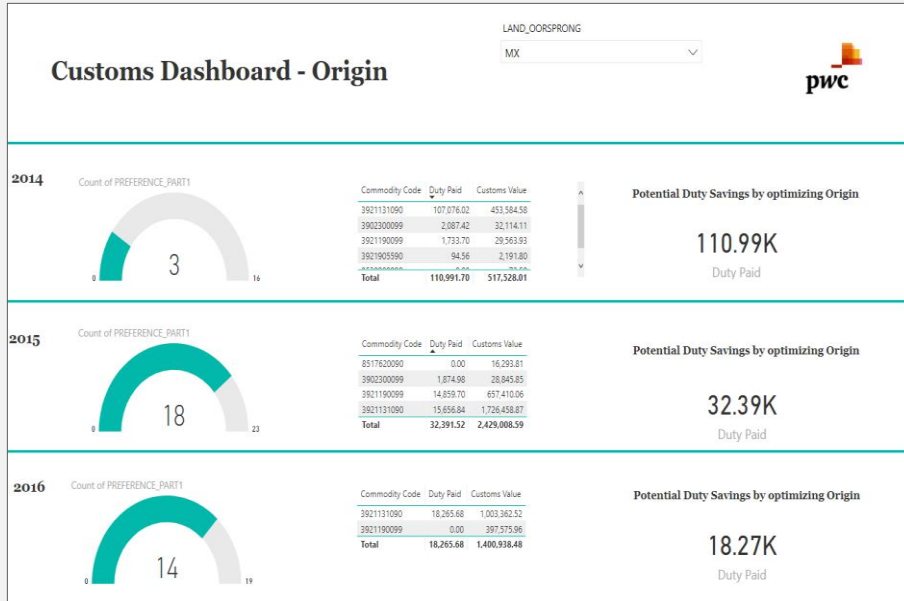 LAND_OORSPRONG
MX
Customs Dashboard - Origin
pwc
2014
Count of PREFERENCE_PART1
3
0
16
Commodity Code Duty Paid Customs Value
3921131090 107,076.02 453,584.58
3902300099 2,087.42 32,114.11
3921190099 1,733.70 29,563.93
3921905590 94.56 2,191.80
Total 110,991.70 517,528.01
Potential Duty Savings by optimizing Origin
110.99K
Duty Paid
2015
Count of PREFERENCE_PART1
18
0
23
Commodity Code Duty Paid Customs Value
8517620090 0.00 16,293.81
3902300099 1,874.98 28,845.85
3921190099 14,859.70 657,410.06
3921131090 15,656.84 1,726,458.87
Total 32,391.52 2,429,008.59
Potential Duty Savings by optimizing Origin
32.39K
Duty Paid
2016
Count of PREFERENCE_PART1
14
0
19
Commodity Code Duty Paid Customs Value
3921131090 18,265.68 1,003,362.52
3921190099 0.00 397,575.96
Total 18,265.68 1,400,938.48
Potential Duty Savings by optimizing Origin
18.27K
Duty Paid